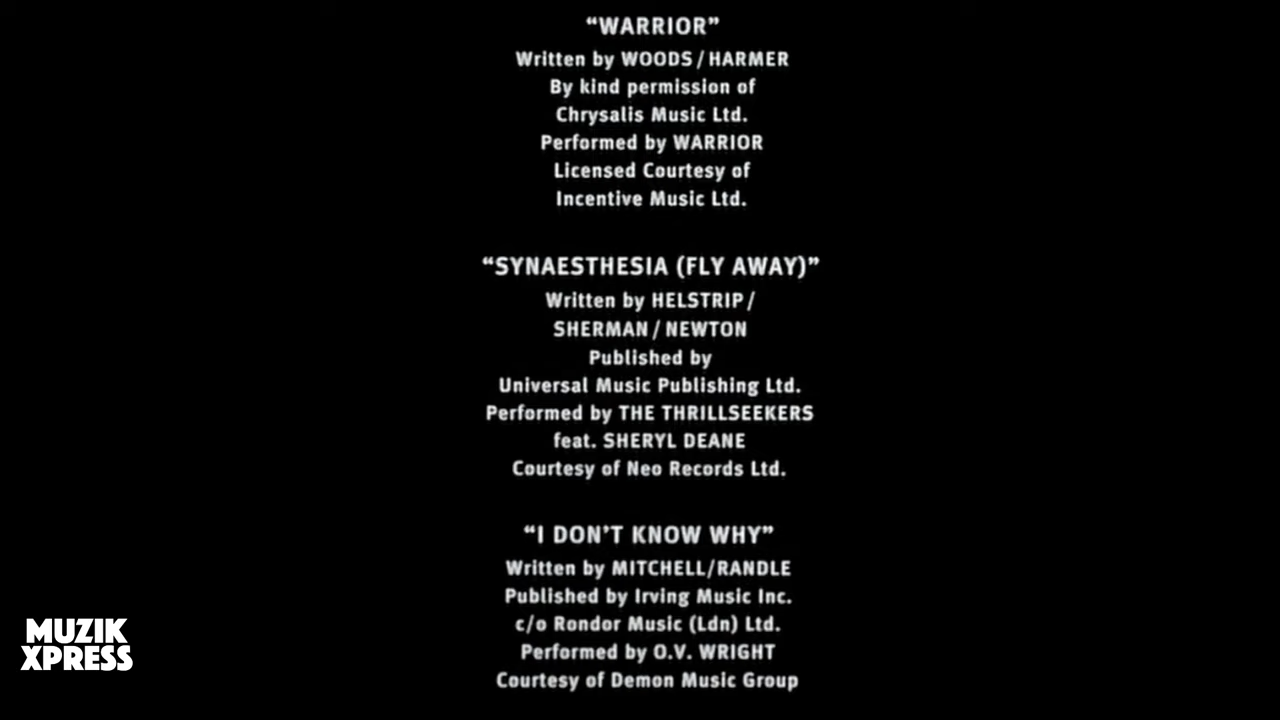 “WARRIOR”
Written by WOODS/HARMER
By kind permission of
Chrysalis Music Ltd.
Performed by WARRIOR
Licensed Courtesy of
Incentive Music Ltd.
“SYNAESTHESIA (FLY AWAY)”
Written by HELSTRIP/
SHERMAN/NEWTON
Published by
Universal Music Publishing Ltd.
Performed by THE THRILLSEEKERS
feat. SHERYL DEANE
Courtesy of Neo Records Ltd.
“I DON’T KNOW WHY”
Written by MITCHELL/RANDLE
Published by Irving Music Inc.
c/o Rondor Music (Ldn) Ltd.
Performed by O.V. WRIGHT
Courtesy of Demon Music Group
MUZIK
XPRESS